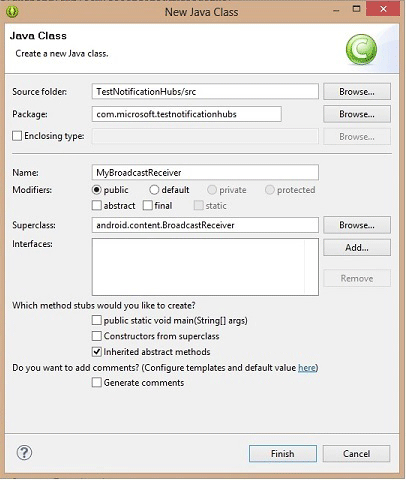 New Java Class
Java Class
Create a new Java class.
C
Source folder: TestNotificationHubs/src Browse...
Package: com.microsoft.testnotificationhubs Browse...
Enclosing type: Browse...
Name: MyBroadcastReceiver
Modifiers: public default private protected
abstract final static
Superclass: android.content.BroadcastReceiver Browse...
Interfaces: Add...
Remove
Which method stubs would you like to create?
public static void main(String[] args)
Constructors from superclass
Inherited abstract methods
Do you want to add comments? (Configure templates and default value here)
Generate comments
? Finish Cancel